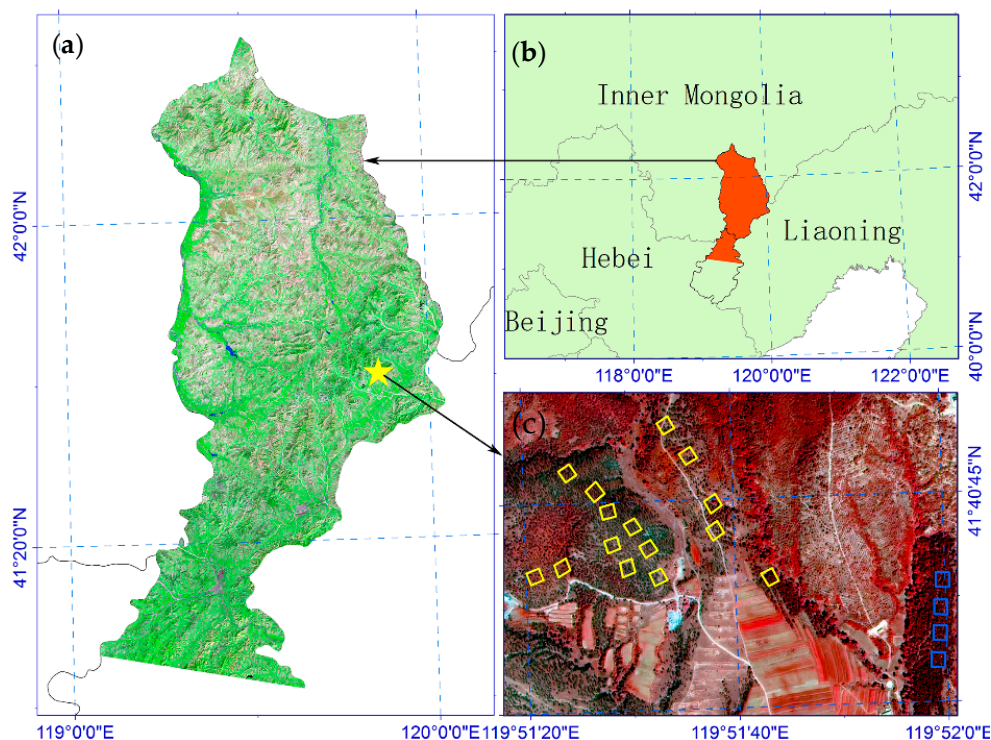 (a)
42°0'0"N
41°20'0"N
119°0'0"E
120°0'0"E
(b)
Inner Mongolia
Liaoning
Hebei
Beijing
42°0'0"N
40°0'0"N
118°0'0"E
120°0'0"E
122°0'0"E
(c)
41°40'45"N
119°51'20"E
119°51'40"E
119°52'0"E